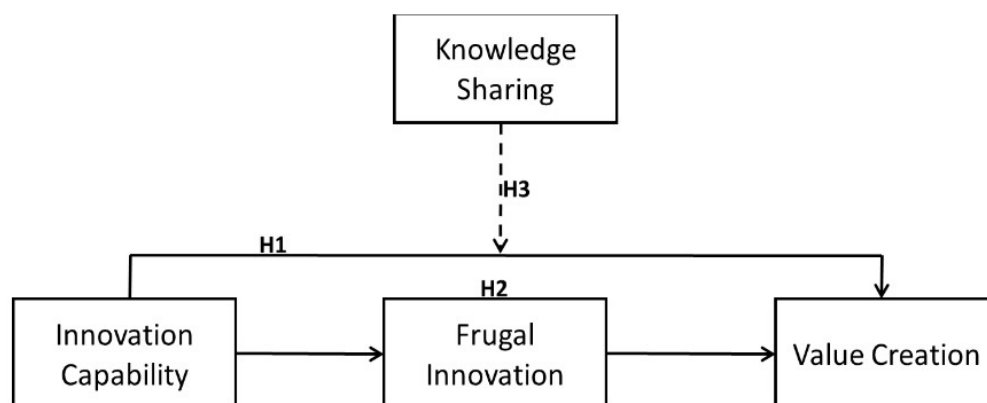 Knowledge
Sharing
H3
H1
H2
Innovation
Capability
Frugal
Innovation
Value Creation